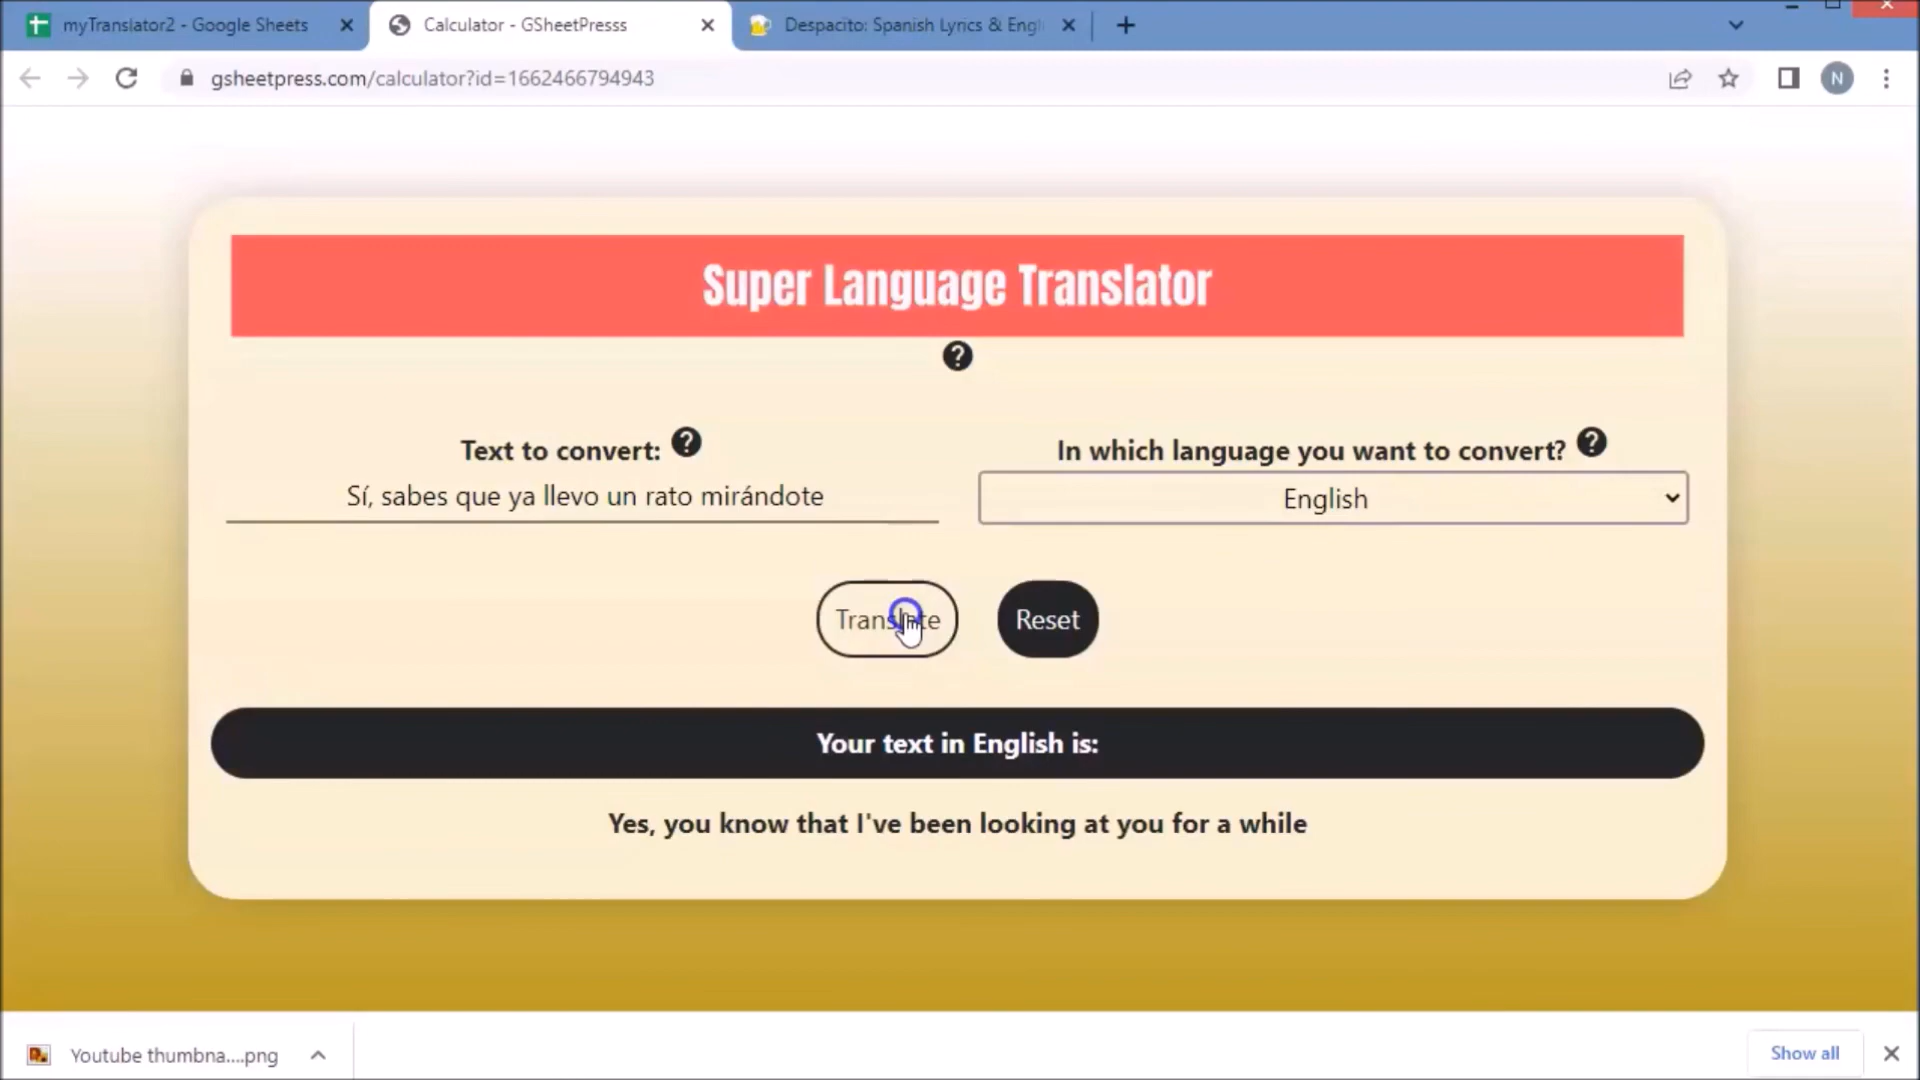 myTranslator2 - Google Sheets
Calculator - GSheetPresss
Despacito: Spanish Lyrics & Engl
gsheetpress.com/calculator?id=1662466794943
N
Super Language Translator
?
Text to convert: ?
In which language you want to convert? ?
Sí, sabes que ya llevo un rato mirándote
English
Translate
Reset
Your text in English is:
Yes, you know that I've been looking at you for a while
Youtube thumbna....png
Show all